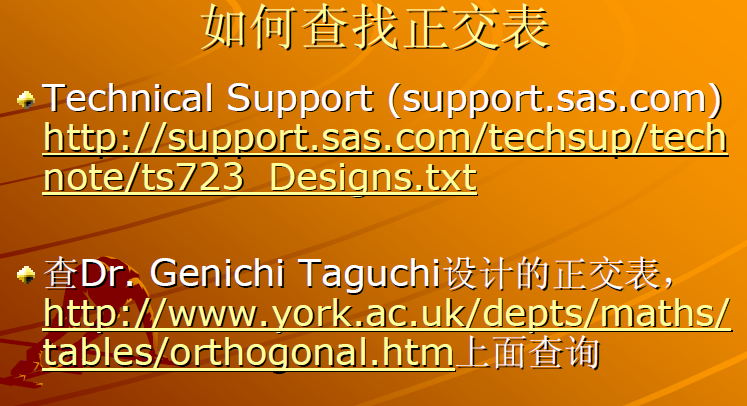 如何查找正交表
Technical Support (support.sas.com)
http://support.sas.com/techsup/tech
note/ts723_Designs.txt
查Dr. Genichi Taguchi设计的正交表，
http://www.york.ac.uk/depts/maths/
tables/orthogonal.htm上面查询